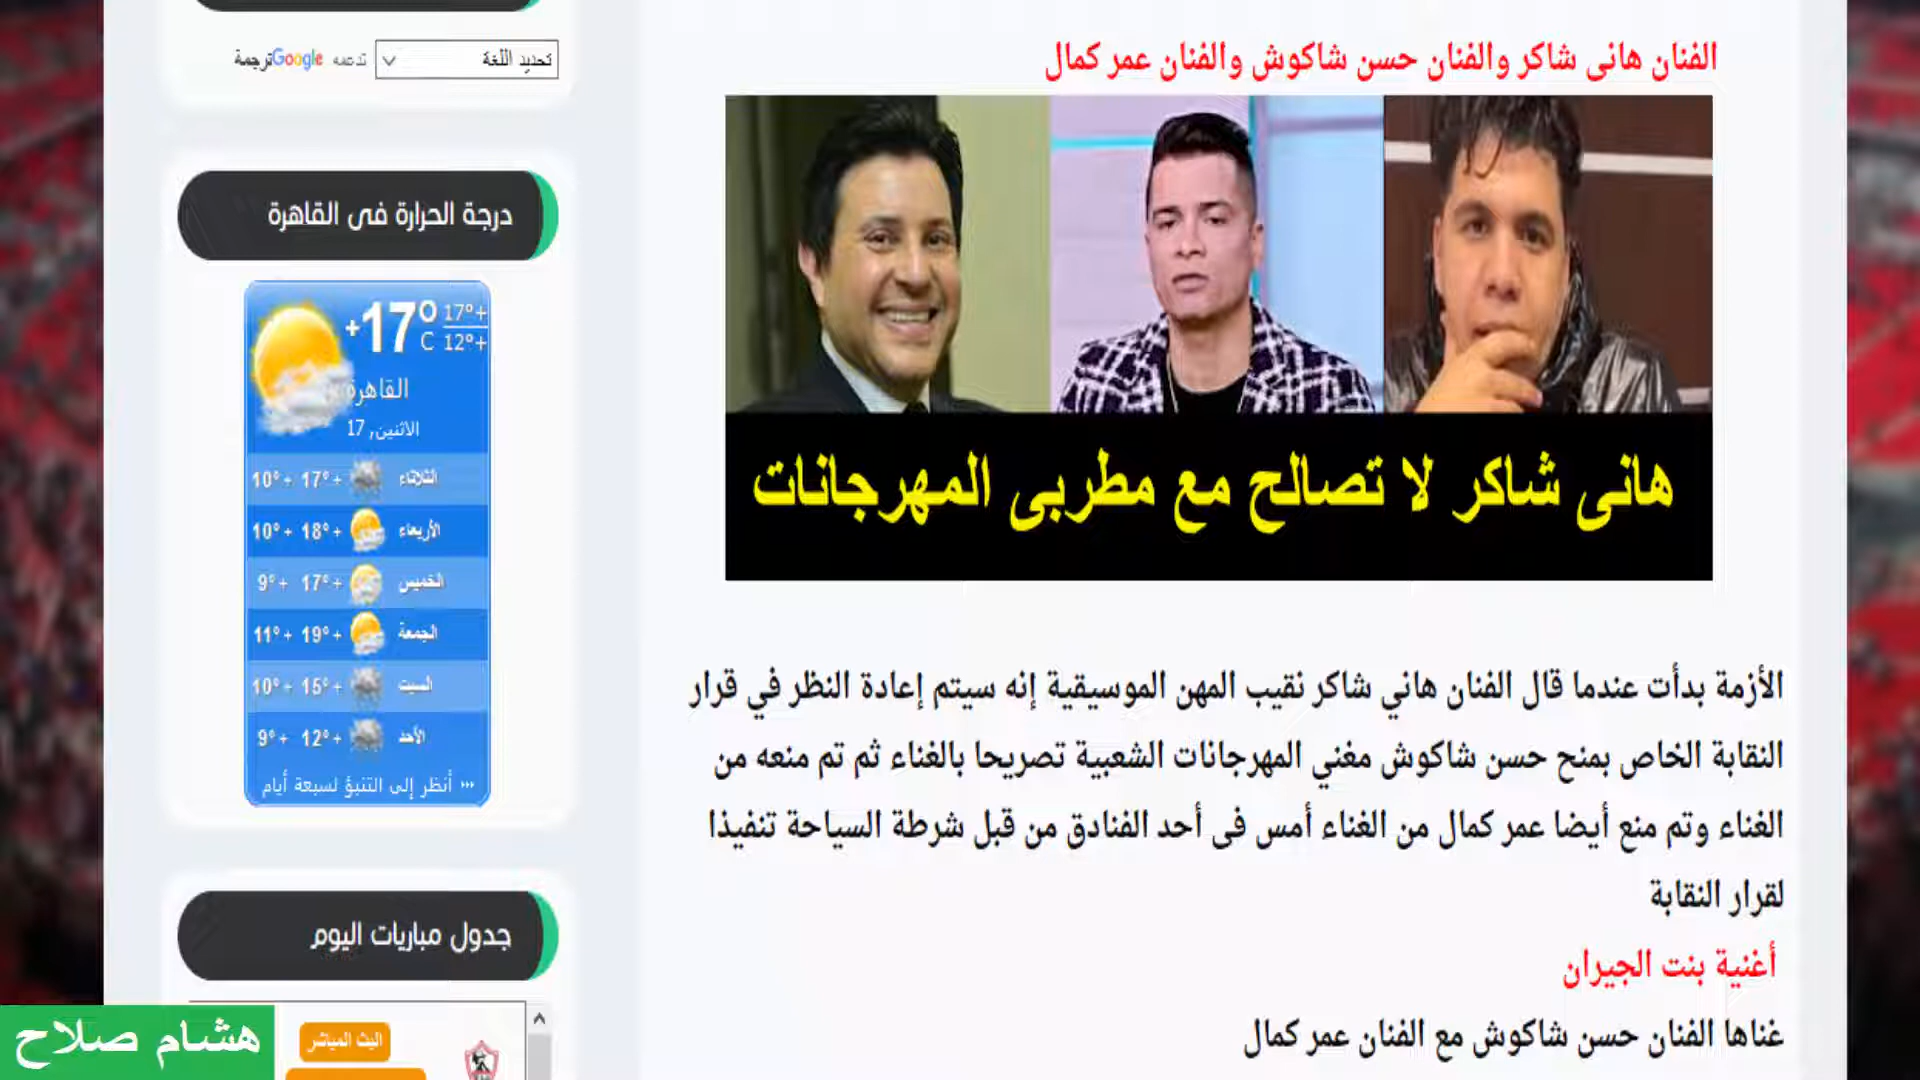 الفنان هانى شاكر والفنان حسن شاكوش والفنان عمر كمال
هانى شاكر لا تصالح مع مطربى المهرجانات
الأزمة بدأت عندما قال الفنان هاني شاكر نقيب المهن الموسيقية إنه سيتم إعادة النظر في قرار
النقابة الخاص بمنح حسن شاكوش مغني المهرجانات الشعبية تصريحا بالغناء ثم تم منعه من
الغناء وتم منع أيضا عمر كمال من الغناء أمس فى أحد الفنادق من قبل شرطة السياحة تنفيذا
لقرار النقابة
أغنية بنت الجيران
غناها الفنان حسن شاكوش مع الفنان عمر كمال
تحديد اللغة
تدعمه Google ترجمة
درجة الحرارة فى القاهرة
+17° C
17°+
12°+
القاهرة
الاثنين, 17
الثلاثاء +17° +10°
الأربعاء +18° +10°
الخميس +17° +9°
الجمعة +19° +11°
السبت +15° +10°
الأحد +12° +9°
... أنظر إلى التنبؤ لسبعة أيام
جدول مباريات اليوم
البث المباشر
هشام صلاح